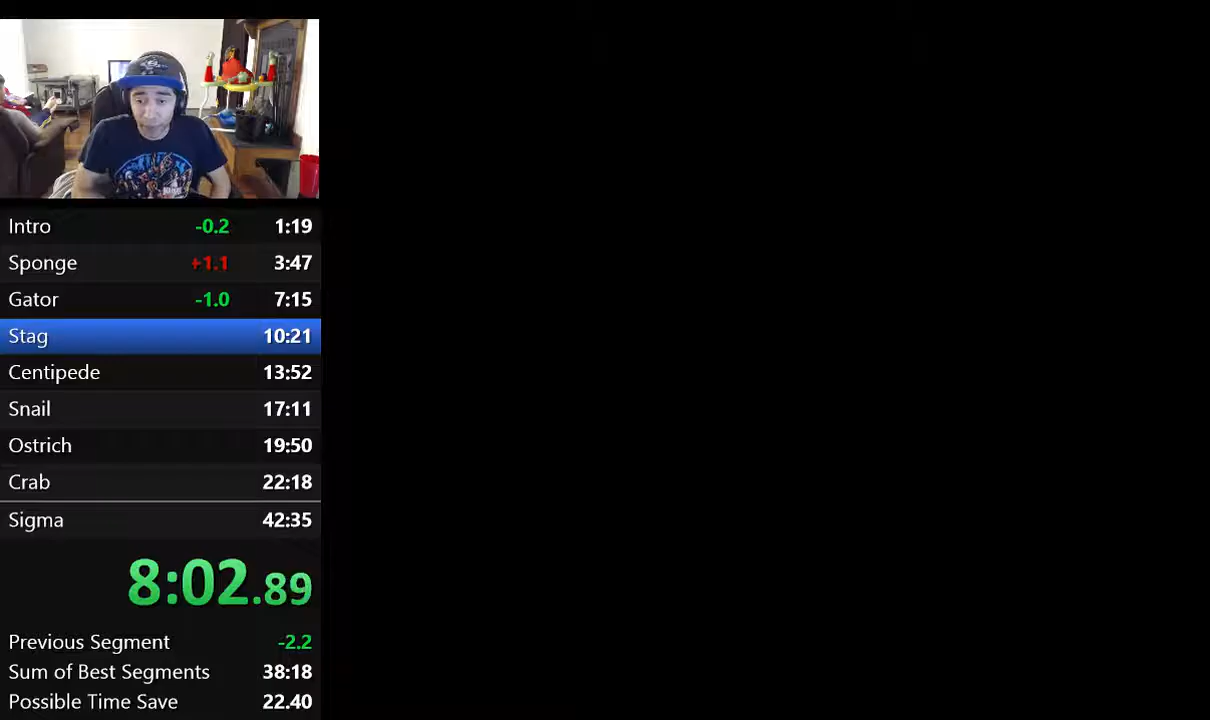 Intro -0.2 1:19
Sponge +1.1 3:47
Gator -1.0 7:15
Stag 10:21
Centipede 13:52
Snail 17:11
Ostrich 19:50
Crab 22:18
Sigma 42:35
8:02.89
Previous Segment -2.2
Sum of Best Segments 38:18
Possible Time Save 22.40